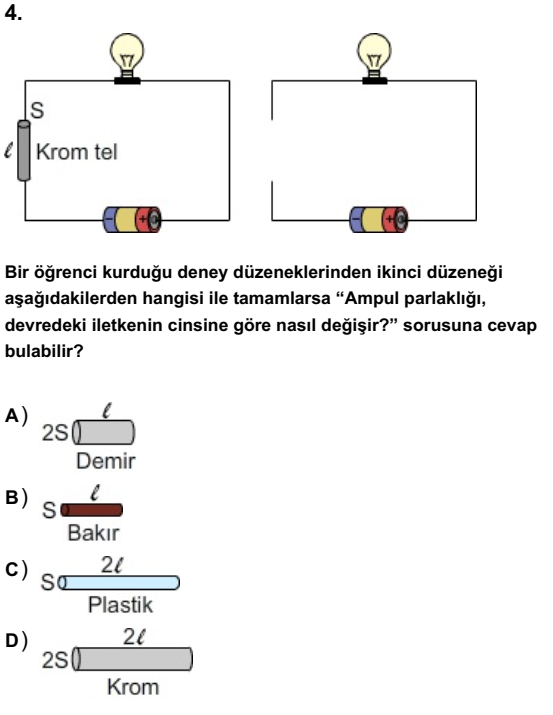 4.
S
ℓ Krom tel
- +
- +
Bir öğrenci kurduğu deney düzeneklerinden ikinci düzeneği
aşağıdakilerden hangisi ile tamamlarsa “Ampul parlaklığı,
devredeki iletkenin cinsine göre nasıl değişir?” sorusuna cevap
bulabilir?
A) ℓ
2S
Demir
B) ℓ
S
Bakır
C) 2ℓ
S
Plastik
D) 2ℓ
2S
Krom